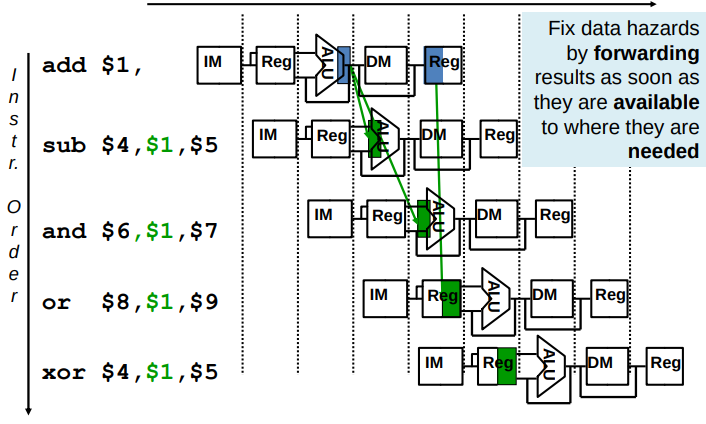 Fix data hazards
by forwarding
results as soon as
they are available
to where they are
needed
Instr.
Order
add $1,
IM Reg ALU DM Reg
sub $4,$1,$5
IM Reg ALU DM Reg
and $6,$1,$7
IM Reg ALU DM Reg
or $8,$1,$9
IM Reg ALU DM Reg
xor $4,$1,$5
IM Reg ALU DM Reg